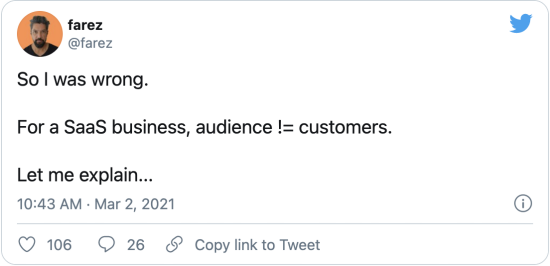 farez
@farez
So I was wrong.
For a SaaS business, audience != customers.
Let me explain...
10:43 AM · Mar 2, 2021
106 26 Copy link to Tweet